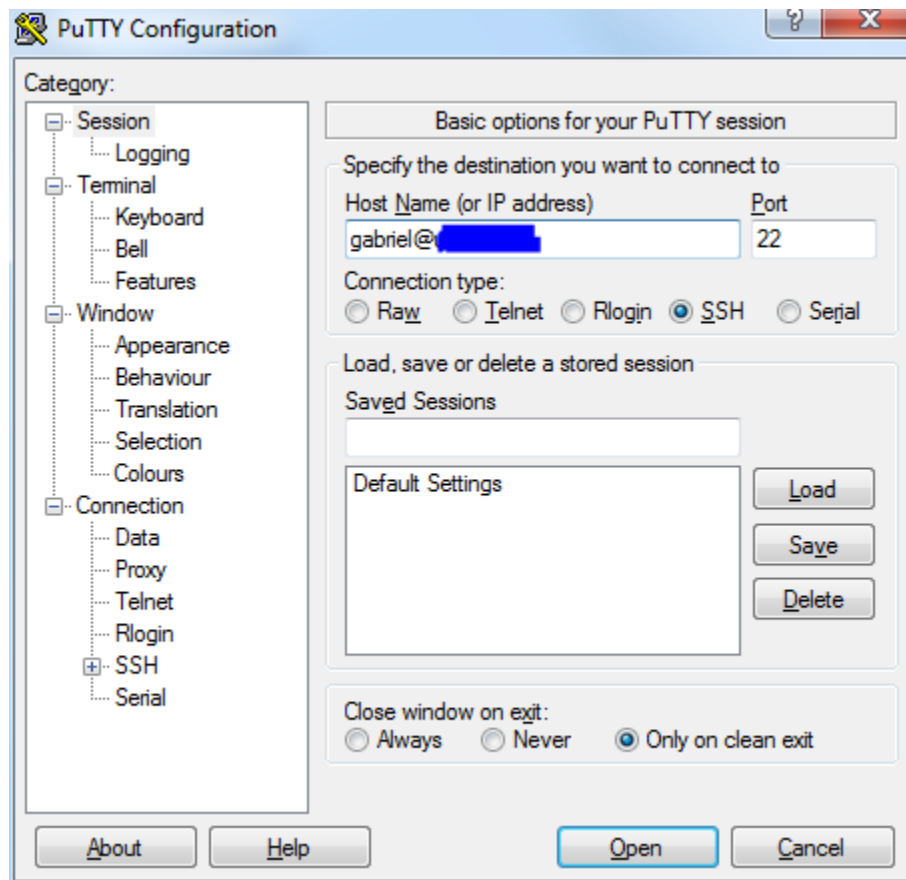 PuTTY Configuration
Category:
Session
Logging
Terminal
Keyboard
Bell
Features
Window
Appearance
Behaviour
Translation
Selection
Colours
Connection
Data
Proxy
Telnet
Rlogin
SSH
Serial
Basic options for your PuTTY session
Specify the destination you want to connect to
Host Name (or IP address) Port
gabriel@ 22
Connection type:
Raw Telnet Rlogin SSH Serial
Load, save or delete a stored session
Saved Sessions
Default Settings
Load
Save
Delete
Close window on exit:
Always Never Only on clean exit
About Help Open Cancel